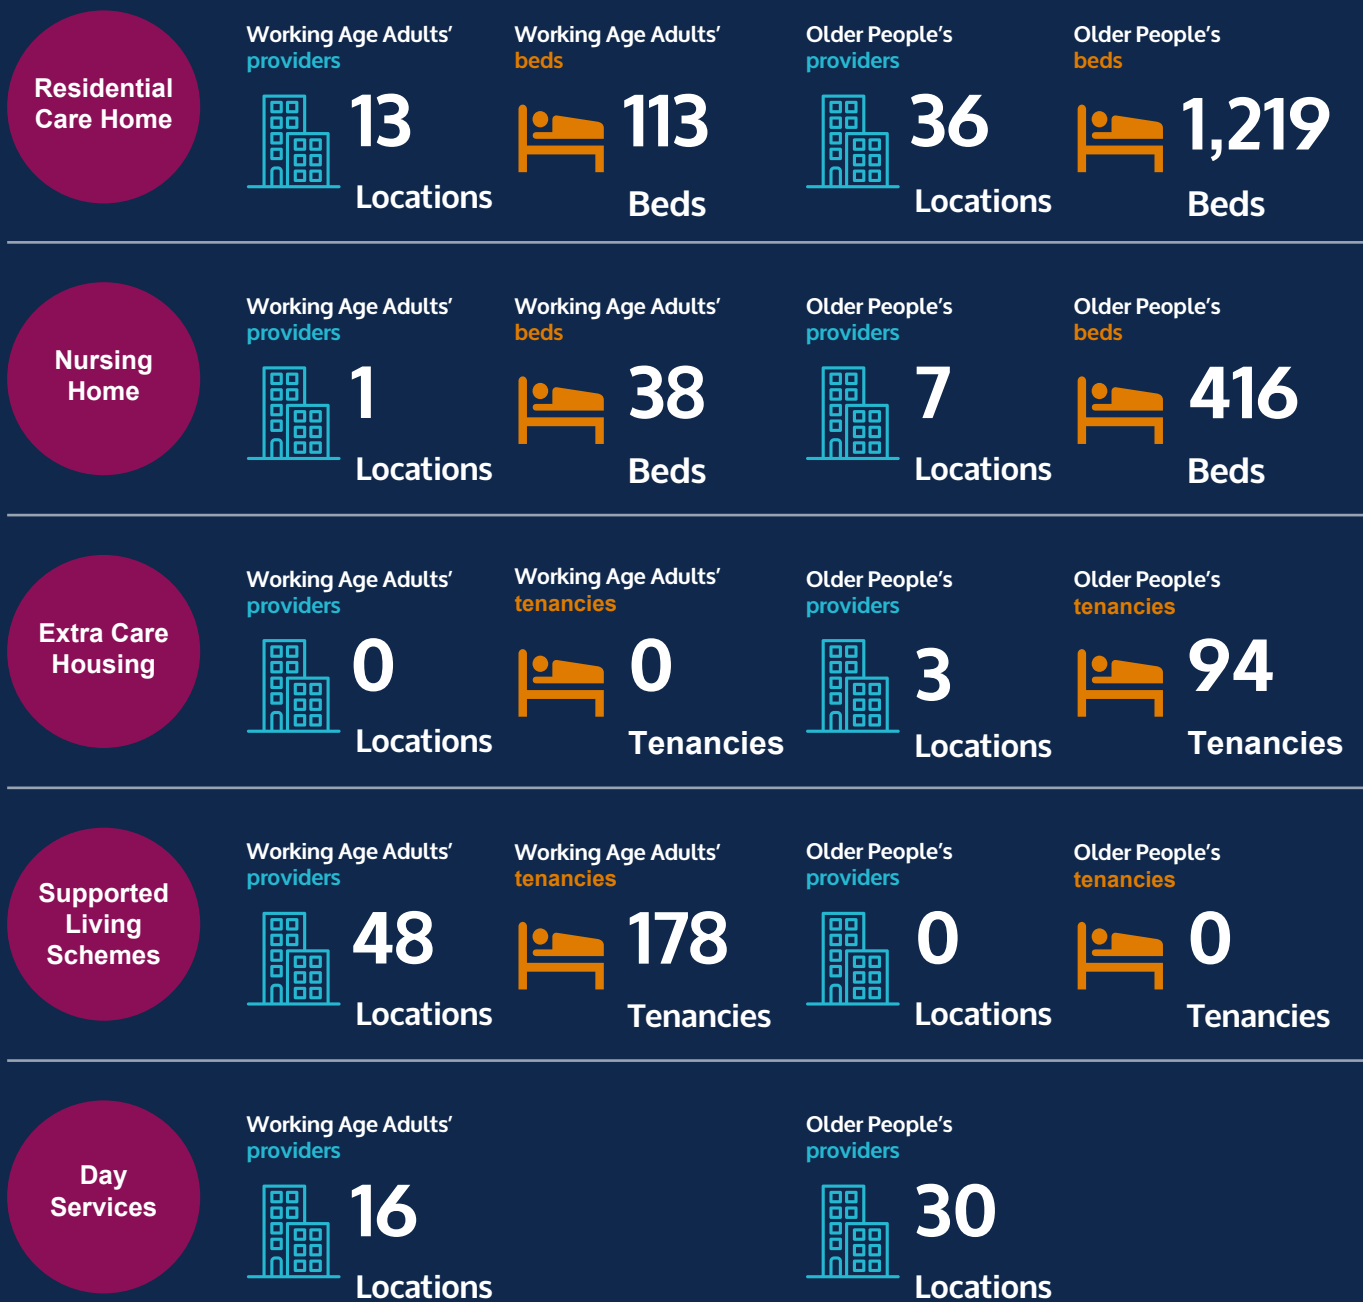 Residential
Care Home
Working Age Adults’
providers
13
Locations
Working Age Adults’
beds
113
Beds
Older People’s
providers
36
Locations
Older People’s
beds
1,219
Beds
Nursing
Home
Working Age Adults’
providers
1
Locations
Working Age Adults’
beds
38
Beds
Older People’s
providers
7
Locations
Older People’s
beds
416
Beds
Extra Care
Housing
Working Age Adults’
providers
0
Locations
Working Age Adults’
tenancies
0
Tenancies
Older People’s
providers
3
Locations
Older People’s
tenancies
94
Tenancies
Supported
Living
Schemes
Working Age Adults’
providers
48
Locations
Working Age Adults’
tenancies
178
Tenancies
Older People’s
providers
0
Locations
Older People’s
tenancies
0
Tenancies
Day
Services
Working Age Adults’
providers
16
Locations
Older People’s
providers
30
Locations